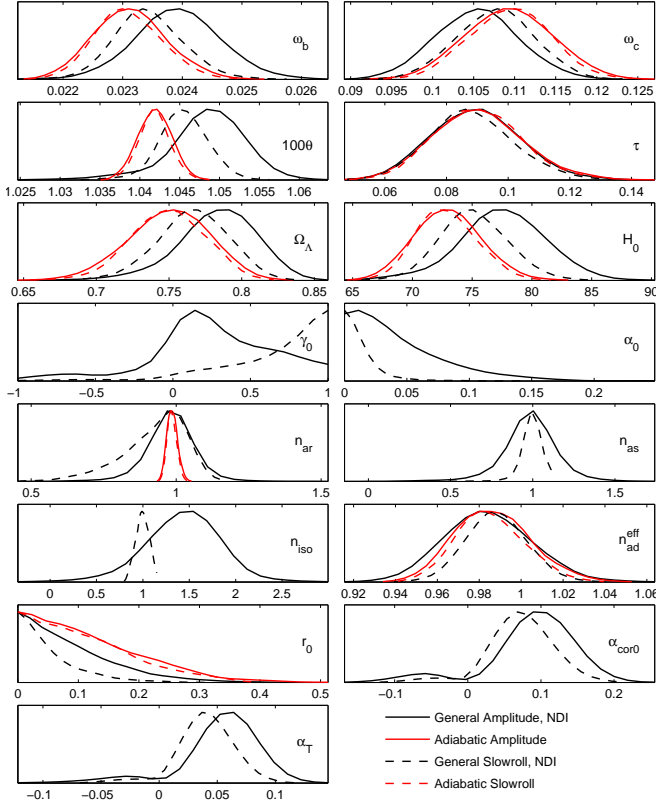 ω_b ω_c
0.022 0.023 0.024 0.025 0.026 0.09 0.095 0.1 0.105 0.11 0.115 0.12 0.125
100θ τ
1.025 1.03 1.035 1.04 1.045 1.05 1.055 1.06 0.06 0.08 0.1 0.12 0.14
Ω_Λ H_0
0.65 0.7 0.75 0.8 0.85 65 70 75 80 85 90
γ_0 α_0
−1 −0.5 0 0.5 1 0 0.05 0.1 0.15 0.2
n_ar n_as
0.5 1 1.5 0 0.5 1 1.5
n_iso n_ad^eff
0 0.5 1 1.5 2 2.5 0.92 0.94 0.96 0.98 1 1.02 1.04 1.06
r_0 α_cor0
0 0.1 0.2 0.3 0.4 0.5 -0.1 0 0.1 0.2
α_T
−0.1 −0.05 0 0.05 0.1
General Amplitude, NDI
Adiabatic Amplitude
General Slowroll, NDI
Adiabatic Slowroll